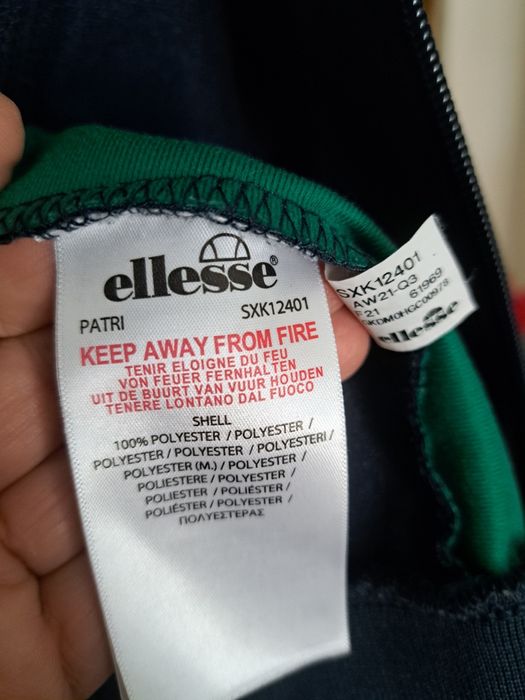 ellesse®
PATRI SXK12401
KEEP AWAY FROM FIRE
TENIR ELOIGNE DU FEU
VON FEUER FERNHALTEN
UIT DE BUURT VAN VUUR HOUDEN
TENERE LONTANO DAL FUOCO
SHELL
100% POLYESTER / POLYESTER /
POLYESTER / POLYESTER / POLYESTERI /
POLYESTER (M.) / POLYESTER /
POLIESTERE / POLYESTER /
POLIESTER / POLIÉSTER /
POLIÉSTER / POLYESTER /
ΠΟΛΥΕΣΤΕΡΑΣ
SXK12401
AW21-Q3
F21 61969
ellesse